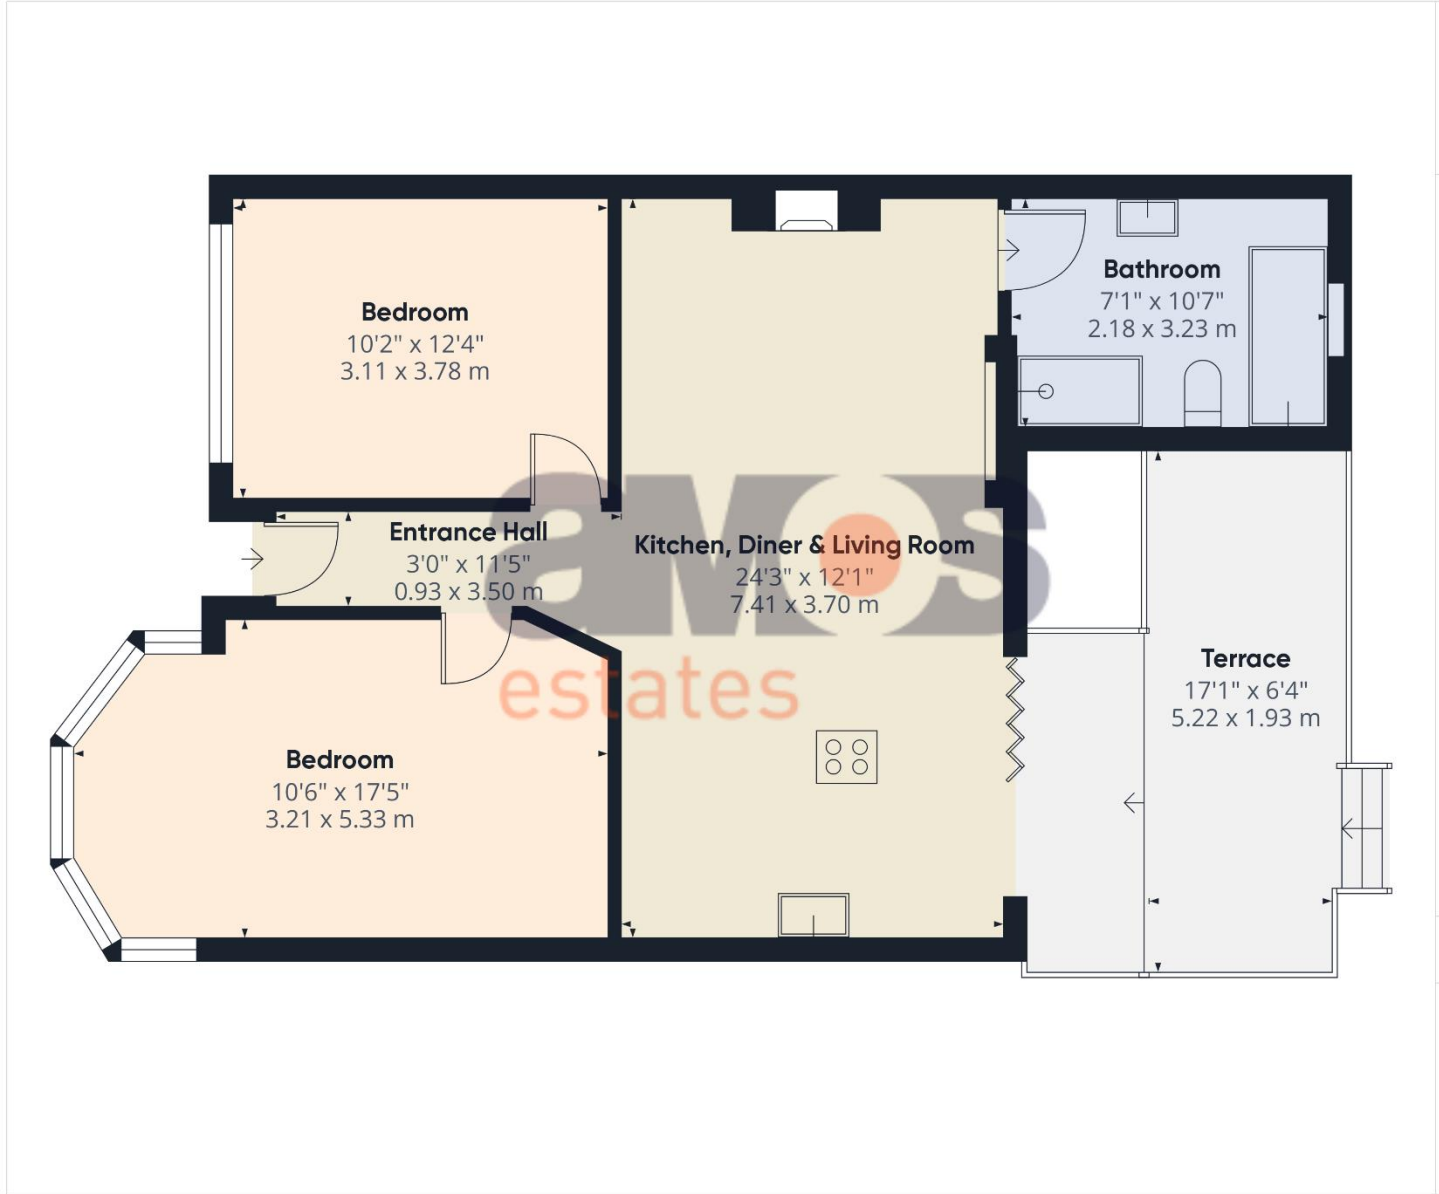 Bedroom
10'2" x 12'4"
3.11 x 3.78 m
Bathroom
7'1" x 10'7"
2.18 x 3.23 m
Entrance Hall
3'0" x 11'5"
0.93 x 3.50 m
Kitchen, Diner & Living Room
24'3" x 12'1"
7.41 x 3.70 m
amos
estates
Terrace
17'1" x 6'4"
5.22 x 1.93 m
Bedroom
10'6" x 17'5"
3.21 x 5.33 m